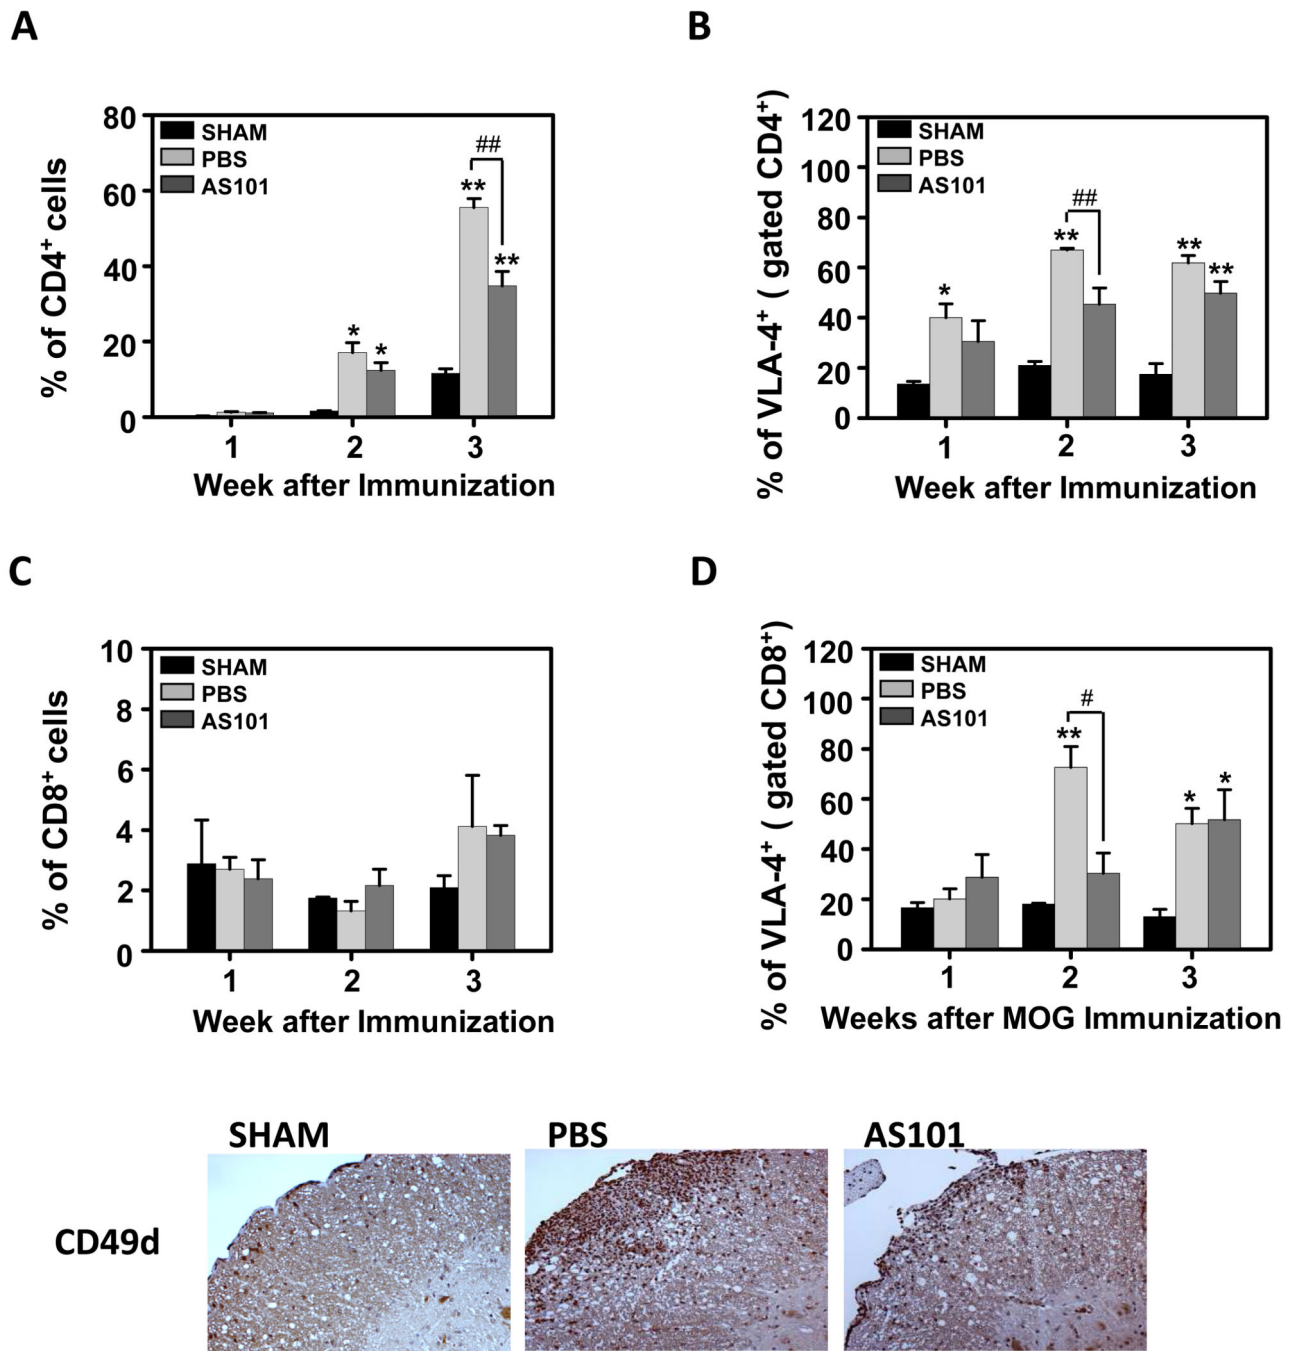 A
% of CD4+ cells
80
60
40
20
0
SHAM
PBS
AS101
*
*
**
##
**
1 2 3
Week after Immunization
B
% of VLA-4+ ( gated CD4+)
120
100
80
60
40
20
0
SHAM
PBS
AS101
*
**
##
**
**
1 2 3
Week after Immunization
C
% of CD8+ cells
10
8
6
4
2
0
SHAM
PBS
AS101
1 2 3
Week after Immunization
D
% of VLA-4+ ( gated CD8+)
120
100
80
60
40
20
0
SHAM
PBS
AS101
**
#
*
*
1 2 3
Weeks after MOG Immunization
SHAM PBS AS101
CD49d